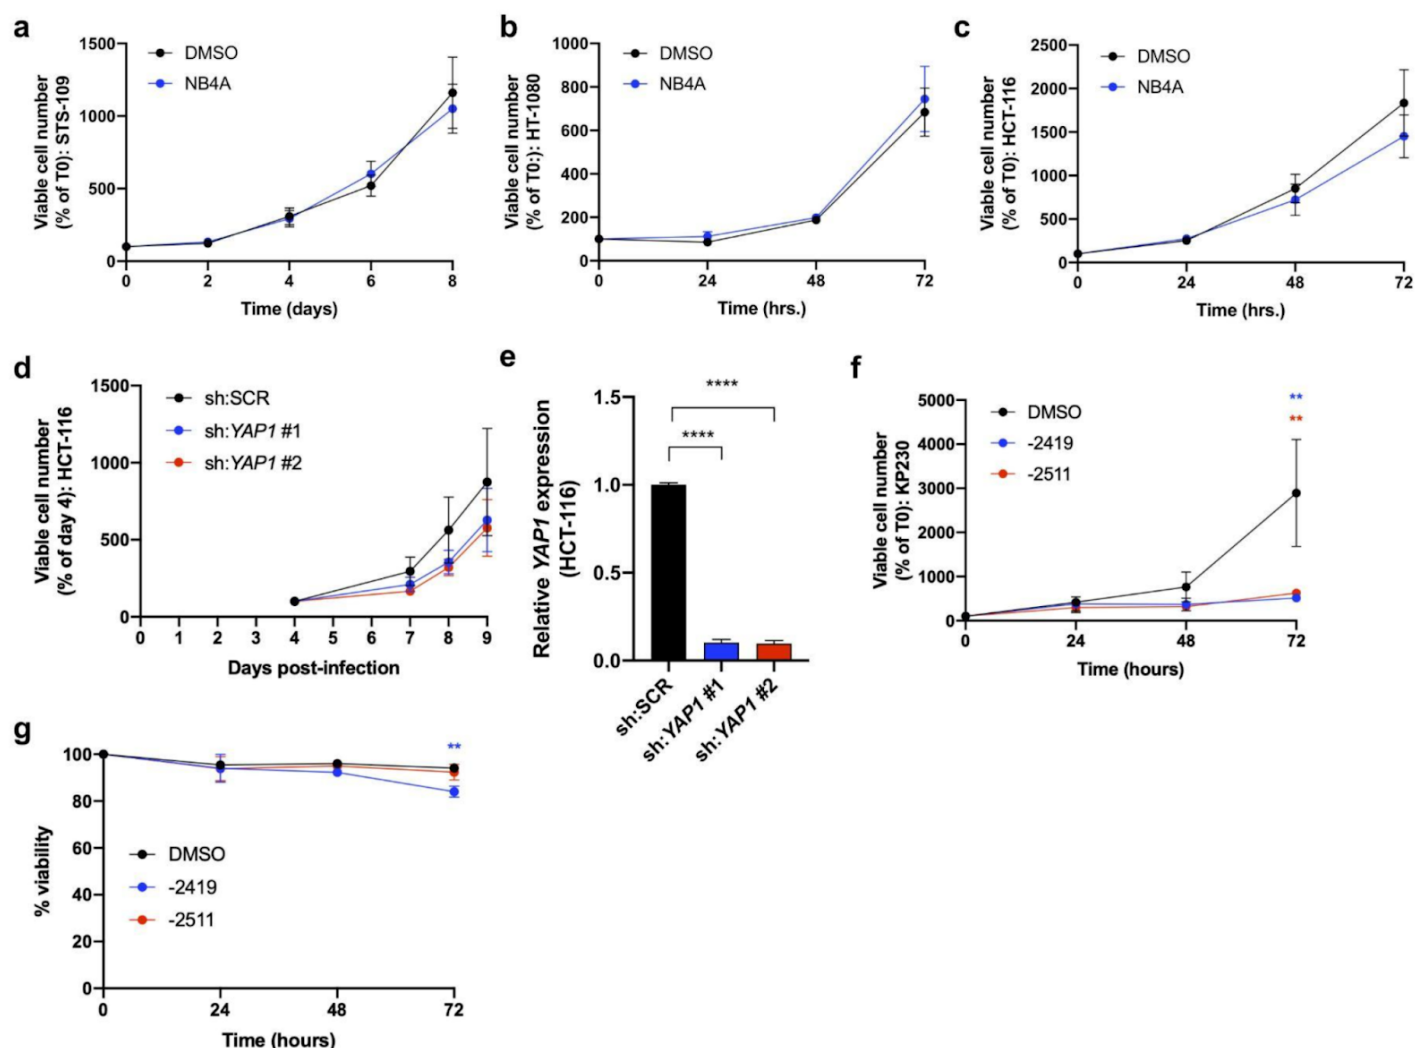 a
Viable cell number
(% of T0): STS-109
1500
1000
500
0
DMSO
NB4A
0 2 4 6 8
Time (days)
b
Viable cell number
(% of T0:): HT-1080
1000
800
600
400
200
0
DMSO
NB4A
0 24 48 72
Time (hrs.)
c
Viable cell number
(% of T0): HCT-116
2500
2000
1500
1000
500
0
DMSO
NB4A
0 24 48 72
Time (hrs.)
d
Viable cell number
(% of day 4): HCT-116
1500
1000
500
0
sh:SCR
sh:YAP1 #1
sh:YAP1 #2
0 1 2 3 4 5 6 7 8 9
Days post-infection
e
Relative YAP1 expression
(HCT-116)
1.5
1.0
0.5
0.0
****
****
sh:SCR
sh:YAP1 #1
sh:YAP1 #2
f
Viable cell number
(% of T0): KP230
5000
4000
3000
2000
1000
0
DMSO
-2419
-2511
**
**
0 24 48 72
Time (hours)
g
% viability
100
80
60
40
20
0
**
DMSO
-2419
-2511
0 24 48 72
Time (hours)